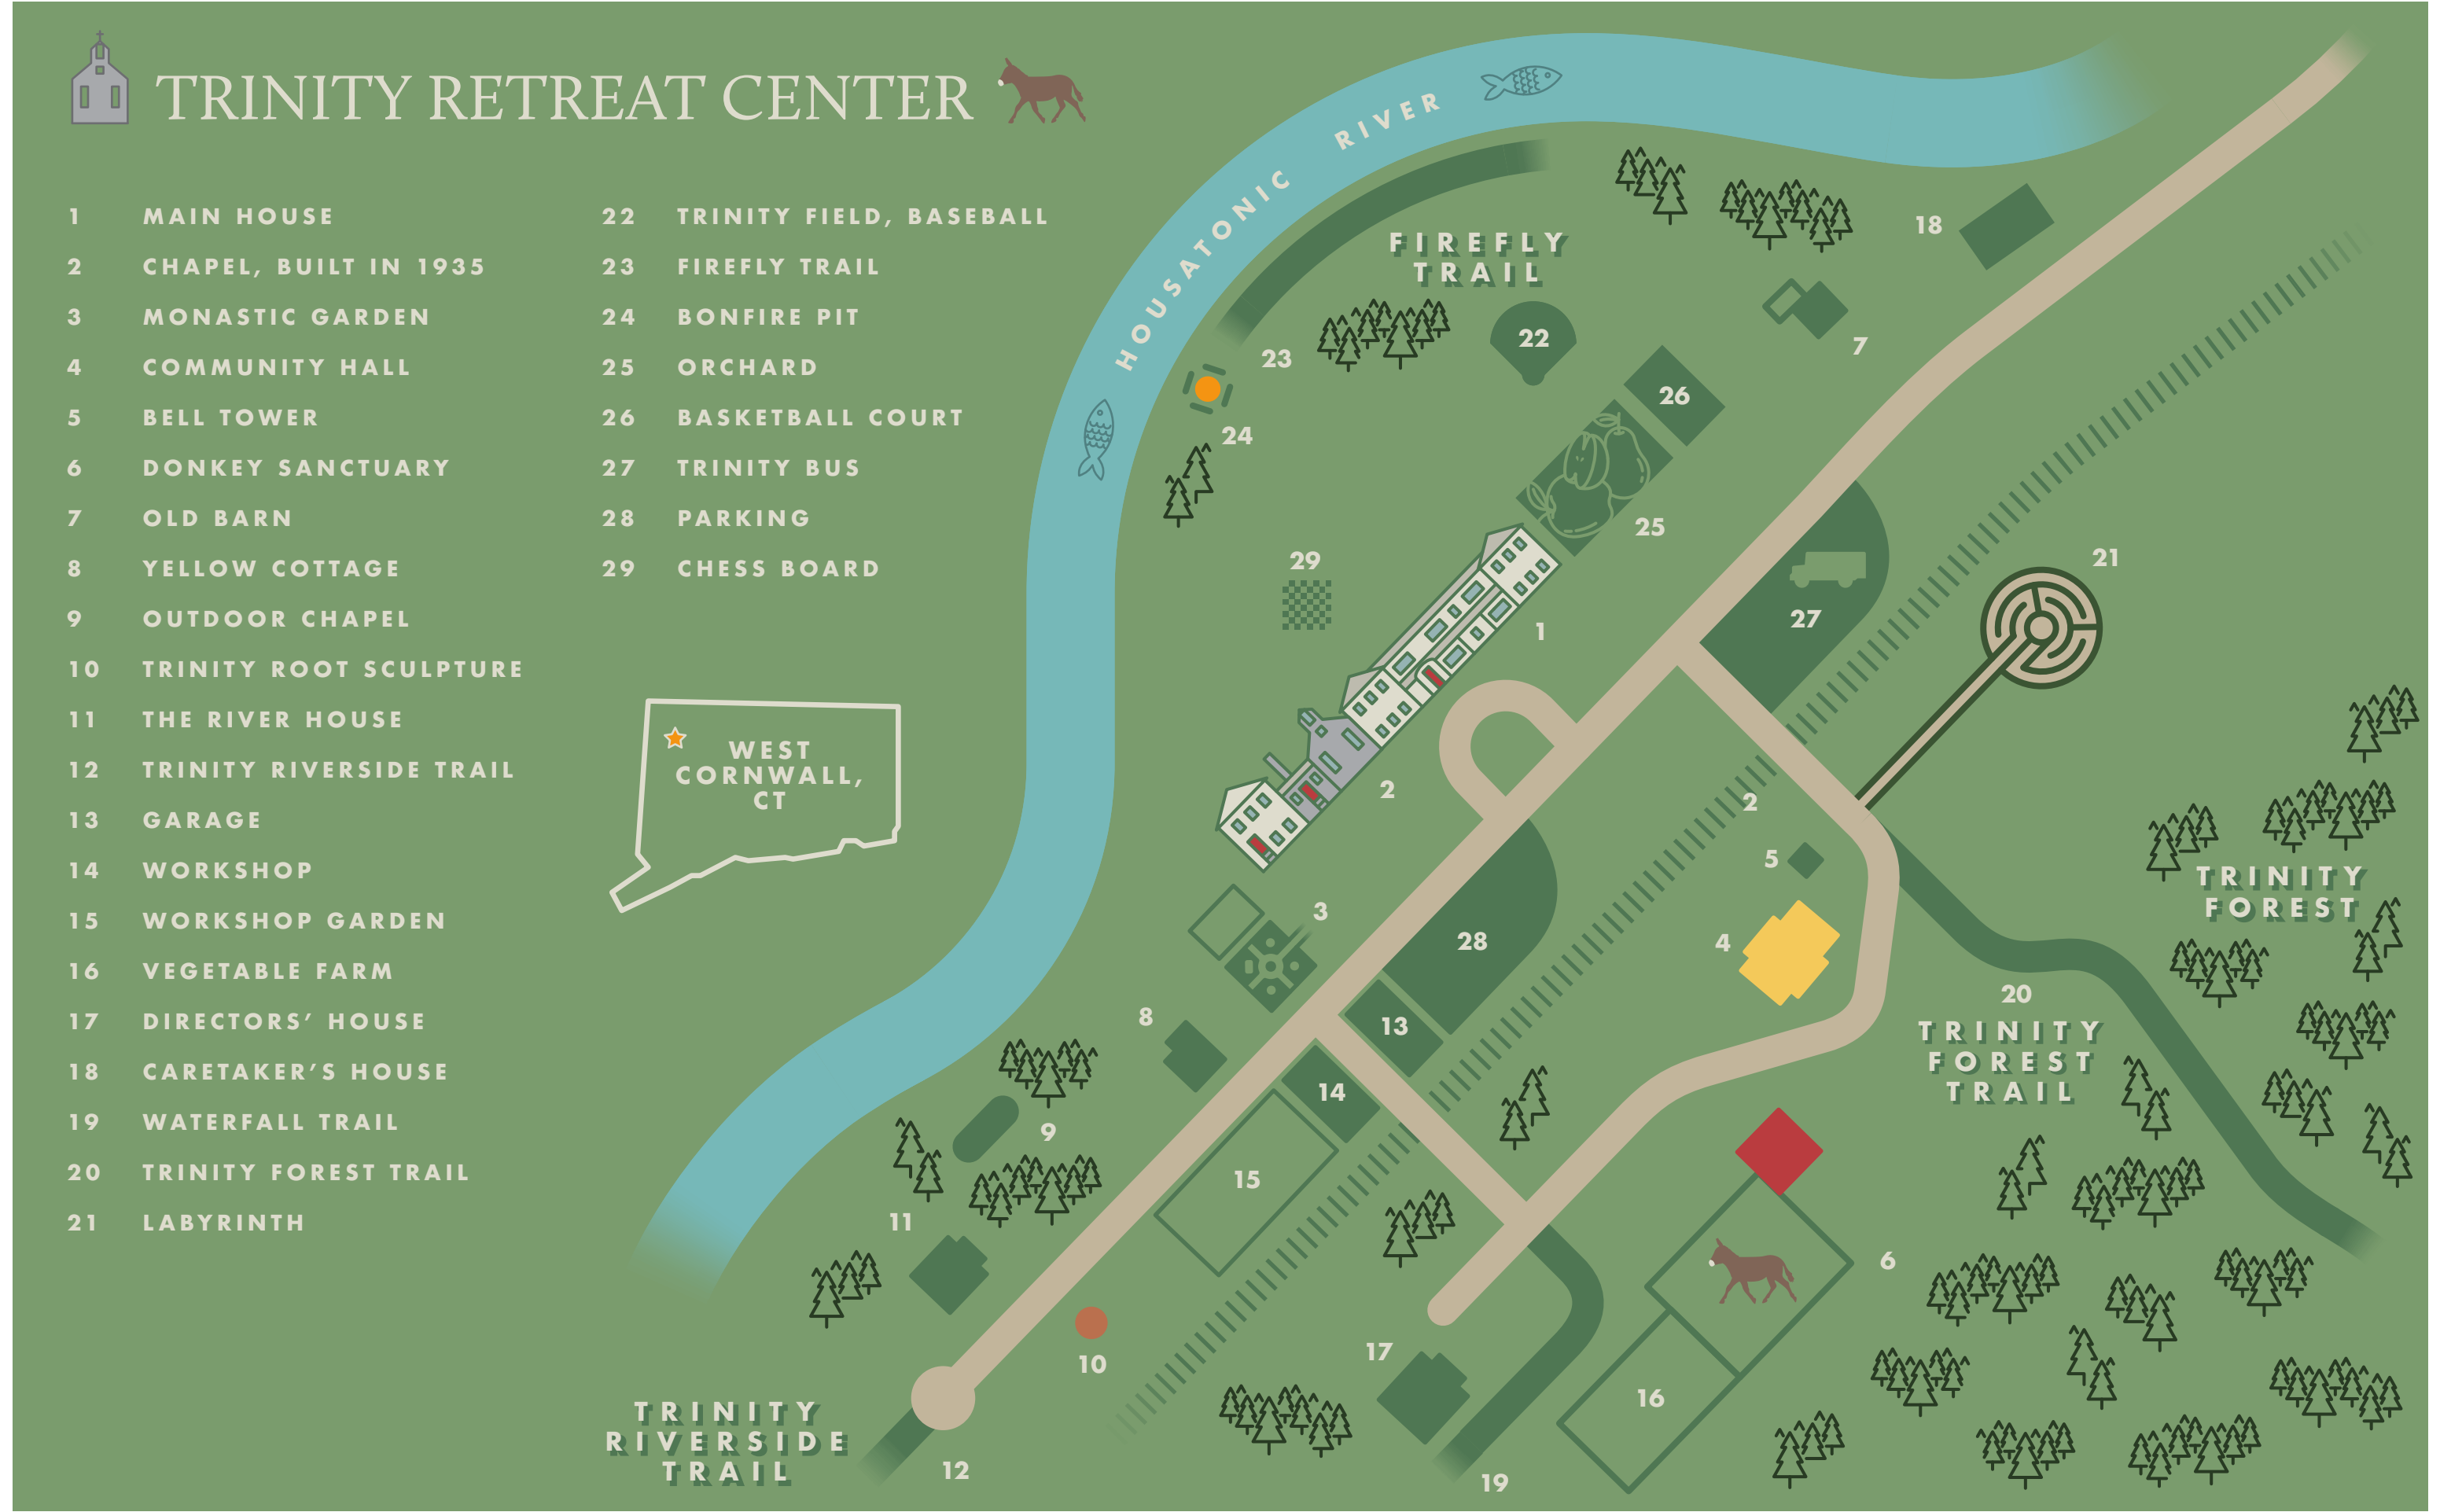 TRINITY RETREAT CENTER
1 MAIN HOUSE
2 CHAPEL, BUILT IN 1935
3 MONASTIC GARDEN
4 COMMUNITY HALL
5 BELL TOWER
6 DONKEY SANCTUARY
7 OLD BARN
8 YELLOW COTTAGE
9 OUTDOOR CHAPEL
10 TRINITY ROOT SCULPTURE
11 THE RIVER HOUSE
12 TRINITY RIVERSIDE TRAIL
13 GARAGE
14 WORKSHOP
15 WORKSHOP GARDEN
16 VEGETABLE FARM
17 DIRECTORS’ HOUSE
18 CARETAKER’S HOUSE
19 WATERFALL TRAIL
20 TRINITY FOREST TRAIL
21 LABYRINTH
22 TRINITY FIELD, BASEBALL
23 FIREFLY TRAIL
24 BONFIRE PIT
25 ORCHARD
26 BASKETBALL COURT
27 TRINITY BUS
28 PARKING
29 CHESS BOARD
WEST
CORNWALL,
CT
HOUSATONIC RIVER
FIREFLY
TRAIL
18
22
7
23
26
24
25
29
21
27
1
2
2
5
TRINITY
FOREST
3
28
4
20
8
13
TRINITY
FOREST
TRAIL
14
9
15
11
6
17
10
16
TRINITY
RIVERSIDE
TRAIL
12
19